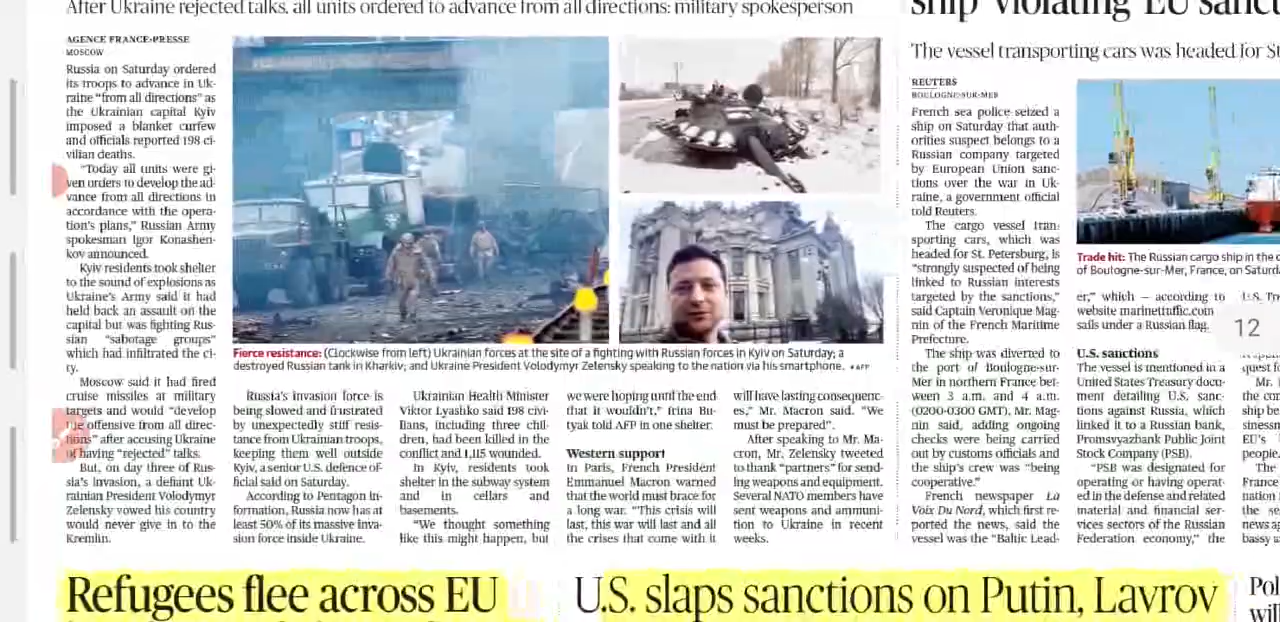 After Ukraine rejected talks, all units ordered to advance from all directions: military spokesperson
AGENCE FRANCE-PRESSE
MOSCOW
Russia on Saturday ordered
its troops to advance in Uk-
raine “from all directions” as
the Ukrainian capital Kyiv
imposed a blanket curfew
and officials reported 198 ci-
vilian deaths.
“Today all units were gi-
ven orders to develop the ad-
vance from all directions in
accordance with the opera-
tion's plans,” Russian Army
spokesman Igor Konashen-
kov announced.
Kyiv residents took shelter
to the sound of explosions as
Ukraine's Army said it had
held back an assault on the
capital but was fighting Rus-
sian “sabotage groups”
which had infiltrated the ci-
ty.
Moscow said it had fired
cruise missiles at military
targets and would “develop
the offensive from all direc-
tions” after accusing Ukraine
of having “rejected” talks.
But, on day three of Rus-
sia's invasion, a defiant Uk-
rainian President Volodymyr
Zelensky vowed his country
would never give in to the
Kremlin.
Fierce resistance: (Clockwise from left) Ukrainian forces at the site of a fighting with Russian forces in Kyiv on Saturday; a
destroyed Russian tank in Kharkiv; and Ukraine President Volodymyr Zelensky speaking to the nation via his smartphone. • AFP
Russia's invasion force is
being slowed and frustrated
by unexpectedly stiff resis-
tance from Ukrainian troops,
keeping them well outside
Kyiv, a senior U.S. defence of-
ficial said on Saturday.
According to Pentagon in-
formation, Russia now has at
least 50% of its massive inva-
sion force inside Ukraine.
Ukrainian Health Minister
Viktor Lyashko said 198 civi-
lians, including three chil-
dren, had been killed in the
conflict and 1,115 wounded.
In Kyiv, residents took
shelter in the subway system
and in cellars and
basements.
“We thought something
like this might happen, but
we were hoping until the end
that it wouldn't,” Irina Bu-
tyak told AFP in one shelter.
Western support
In Paris, French President
Emmanuel Macron warned
that the world must brace for
a long war. “This crisis will
last, this war will last and all
the crises that come with it
will have lasting consequenc-
es,” Mr. Macron said. “We
must be prepared”.
After speaking to Mr. Ma-
cron, Mr. Zelensky tweeted
to thank “partners” for send-
ing weapons and equipment.
Several NATO members have
sent weapons and ammuni-
tion to Ukraine in recent
weeks.
ship violating EU sanct
The vessel transporting cars was headed for St
REUTERS
BOULOGNE-SUR-MER
French sea police seized a
ship on Saturday that auth-
orities suspect belongs to a
Russian company targeted
by European Union sanc-
tions over the war in Uk-
raine, a government official
told Reuters.
The cargo vessel tran-
sporting cars, which was
headed for St. Petersburg, is
“strongly suspected of being
linked to Russian interests
targeted by the sanctions,”
said Captain Veronique Mag-
nin of the French Maritime
Prefecture.
The ship was diverted to
the port of Boulogne-sur-
Mer in northern France bet-
ween 3 a.m. and 4 a.m.
(0200-0300 GMT), Mr. Mag-
nin said, adding ongoing
checks were being carried
out by customs officials and
the ship's crew was “being
cooperative.”
French newspaper La
Voix Du Nord, which first re-
ported the news, said the
vessel was the “Baltic Lead-
Trade hit: The Russian cargo ship in the
of Boulogne-sur-Mer, France, on Saturd
er,” which — according to
website marinettraffic.com
sails under a Russian flag.
U.S. sanctions
The vessel is mentioned in a
United States Treasury docu-
ment detailing U.S. sanc-
tions against Russia, which
linked it to a Russian bank,
Promsvyazbank Public Joint
Stock Company (PSB).
“PSB was designated for
operating or having operat-
ed in the defense and related
material and financial ser-
vices sectors of the Russian
Federation economy,” the
12
Refugees flee across EU
U.S. slaps sanctions on Putin, Lavrov